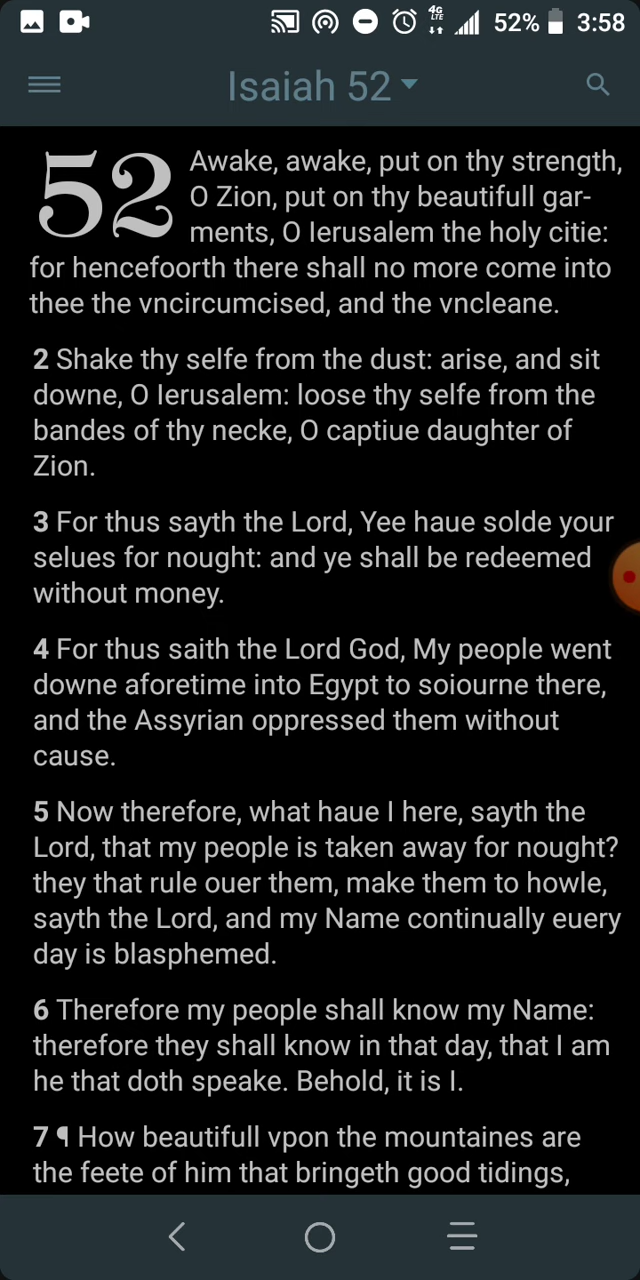 4G
LTE
52% 3:58
Isaiah 52
52 Awake, awake, put on thy strength,
O Zion, put on thy beautifull gar-
ments, O Ierusalem the holy citie:
for hencefoorth there shall no more come into
thee the vncircumcised, and the vncleane.
2 Shake thy selfe from the dust: arise, and sit
downe, O Ierusalem: loose thy selfe from the
bandes of thy necke, O captiue daughter of
Zion.
3 For thus sayth the Lord, Yee haue solde your
selues for nought: and ye shall be redeemed
without money.
4 For thus saith the Lord God, My people went
downe aforetime into Egypt to soiourne there,
and the Assyrian oppressed them without
cause.
5 Now therefore, what haue I here, sayth the
Lord, that my people is taken away for nought?
they that rule ouer them, make them to howle,
sayth the Lord, and my Name continually euery
day is blasphemed.
6 Therefore my people shall know my Name:
therefore they shall know in that day, that I am
he that doth speake. Behold, it is I.
7 ¶ How beautifull vpon the mountaines are
the feete of him that bringeth good tidings,